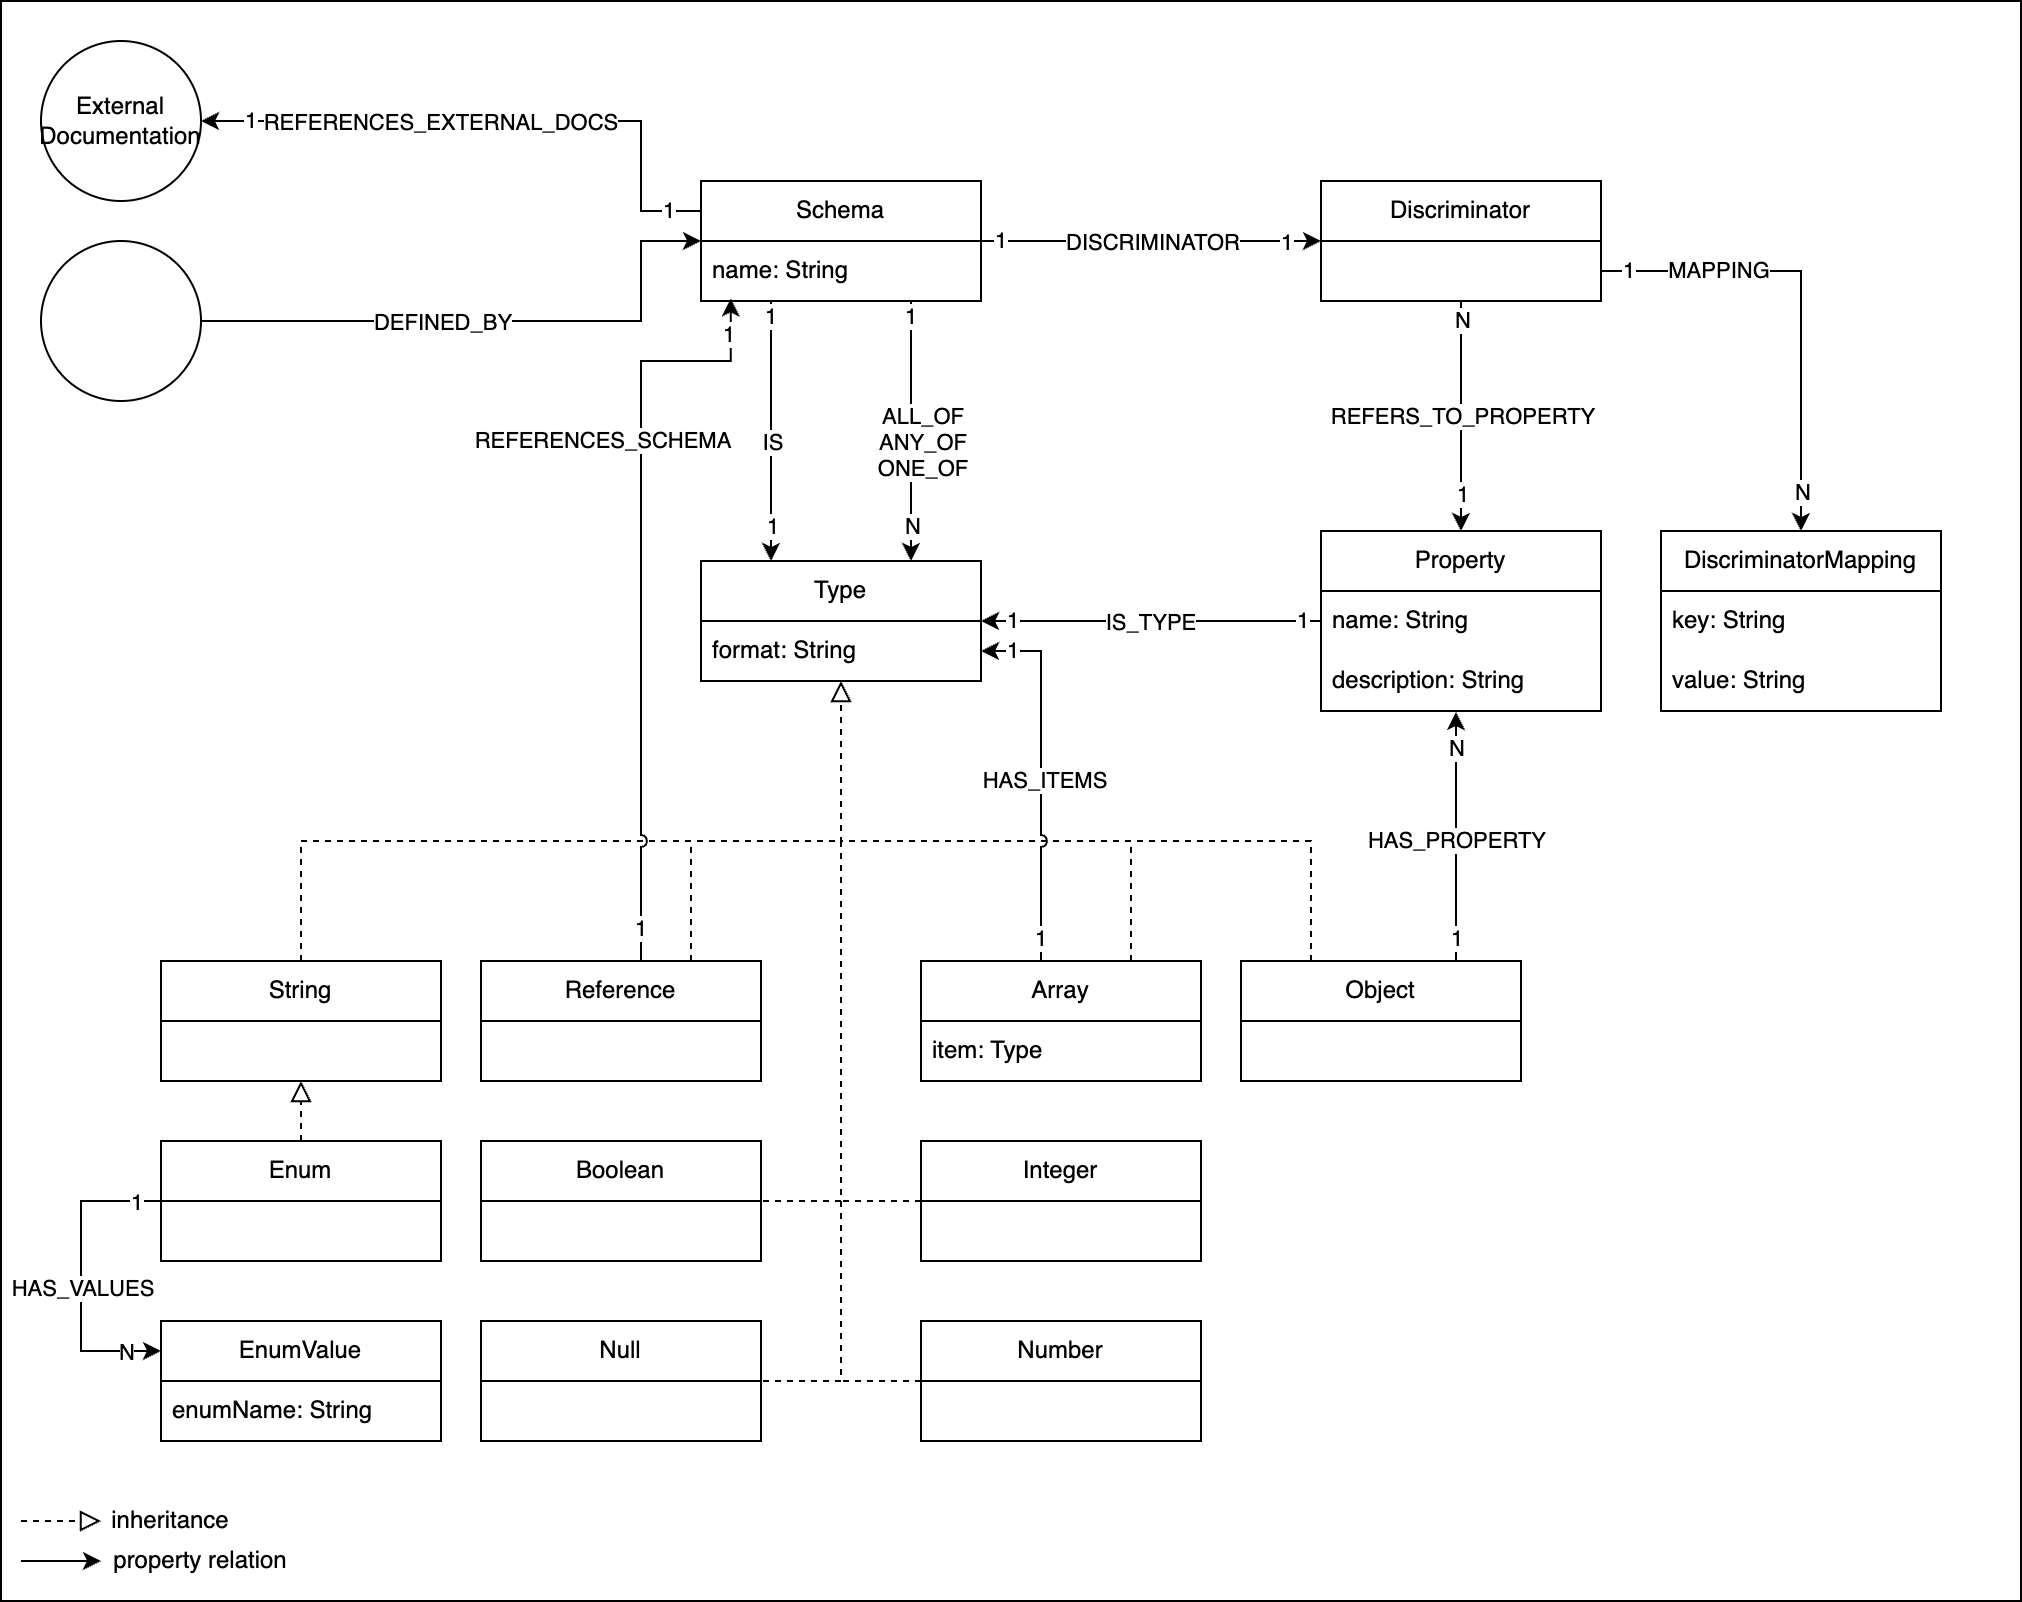 External
Documentation
1
REFERENCES_EXTERNAL_DOCS
1
Schema
name: String
1
DISCRIMINATOR
1
Discriminator
1
MAPPING
N
DEFINED_BY
1
REFERENCES_SCHEMA
1
1
IS
1
1
ALL_OF
ANY_OF
ONE_OF
N
N
REFERS_TO_PROPERTY
1
Type
format: String
1
IS_TYPE
1
1
HAS_ITEMS
1
Property
name: String
description: String
DiscriminatorMapping
key: String
value: String
N
HAS_PROPERTY
1
String
Reference
Array
item: Type
Object
Enum
Boolean
Integer
1
HAS_VALUES
N
EnumValue
enumName: String
Null
Number
inheritance
property relation